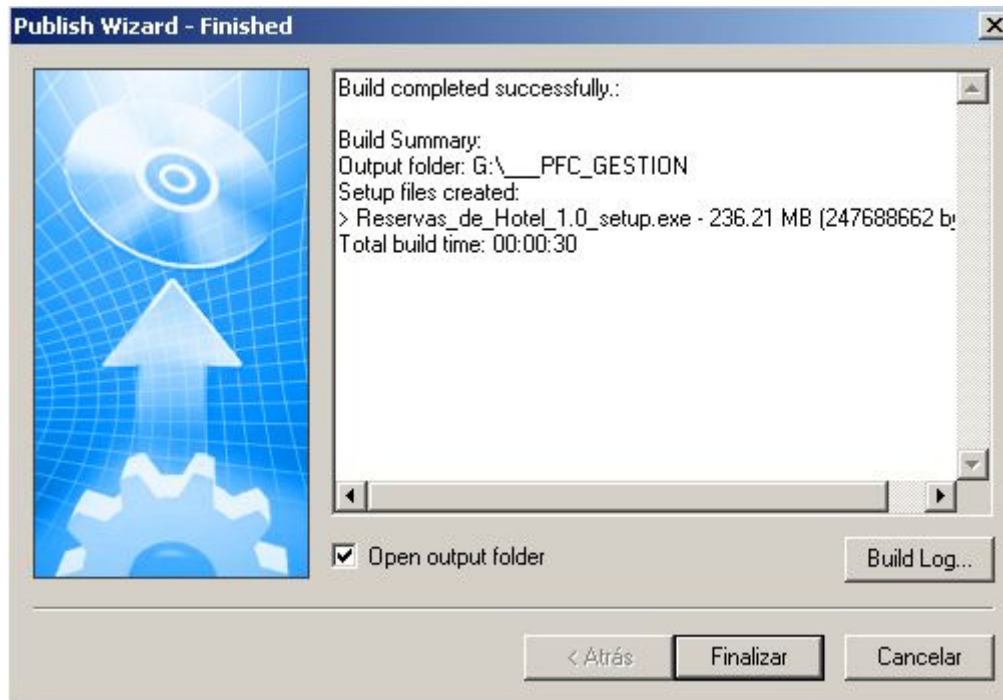 Publish Wizard - Finished
Build completed successfully.:
Build Summary:
Output folder: G:\___PFC_GESTION
Setup files created:
> Reservas_de_Hotel_1.0_setup.exe - 236.21 MB (247688662 by
Total build time: 00:00:30
Open output folder
Build Log...
< Atrás
Finalizar
Cancelar